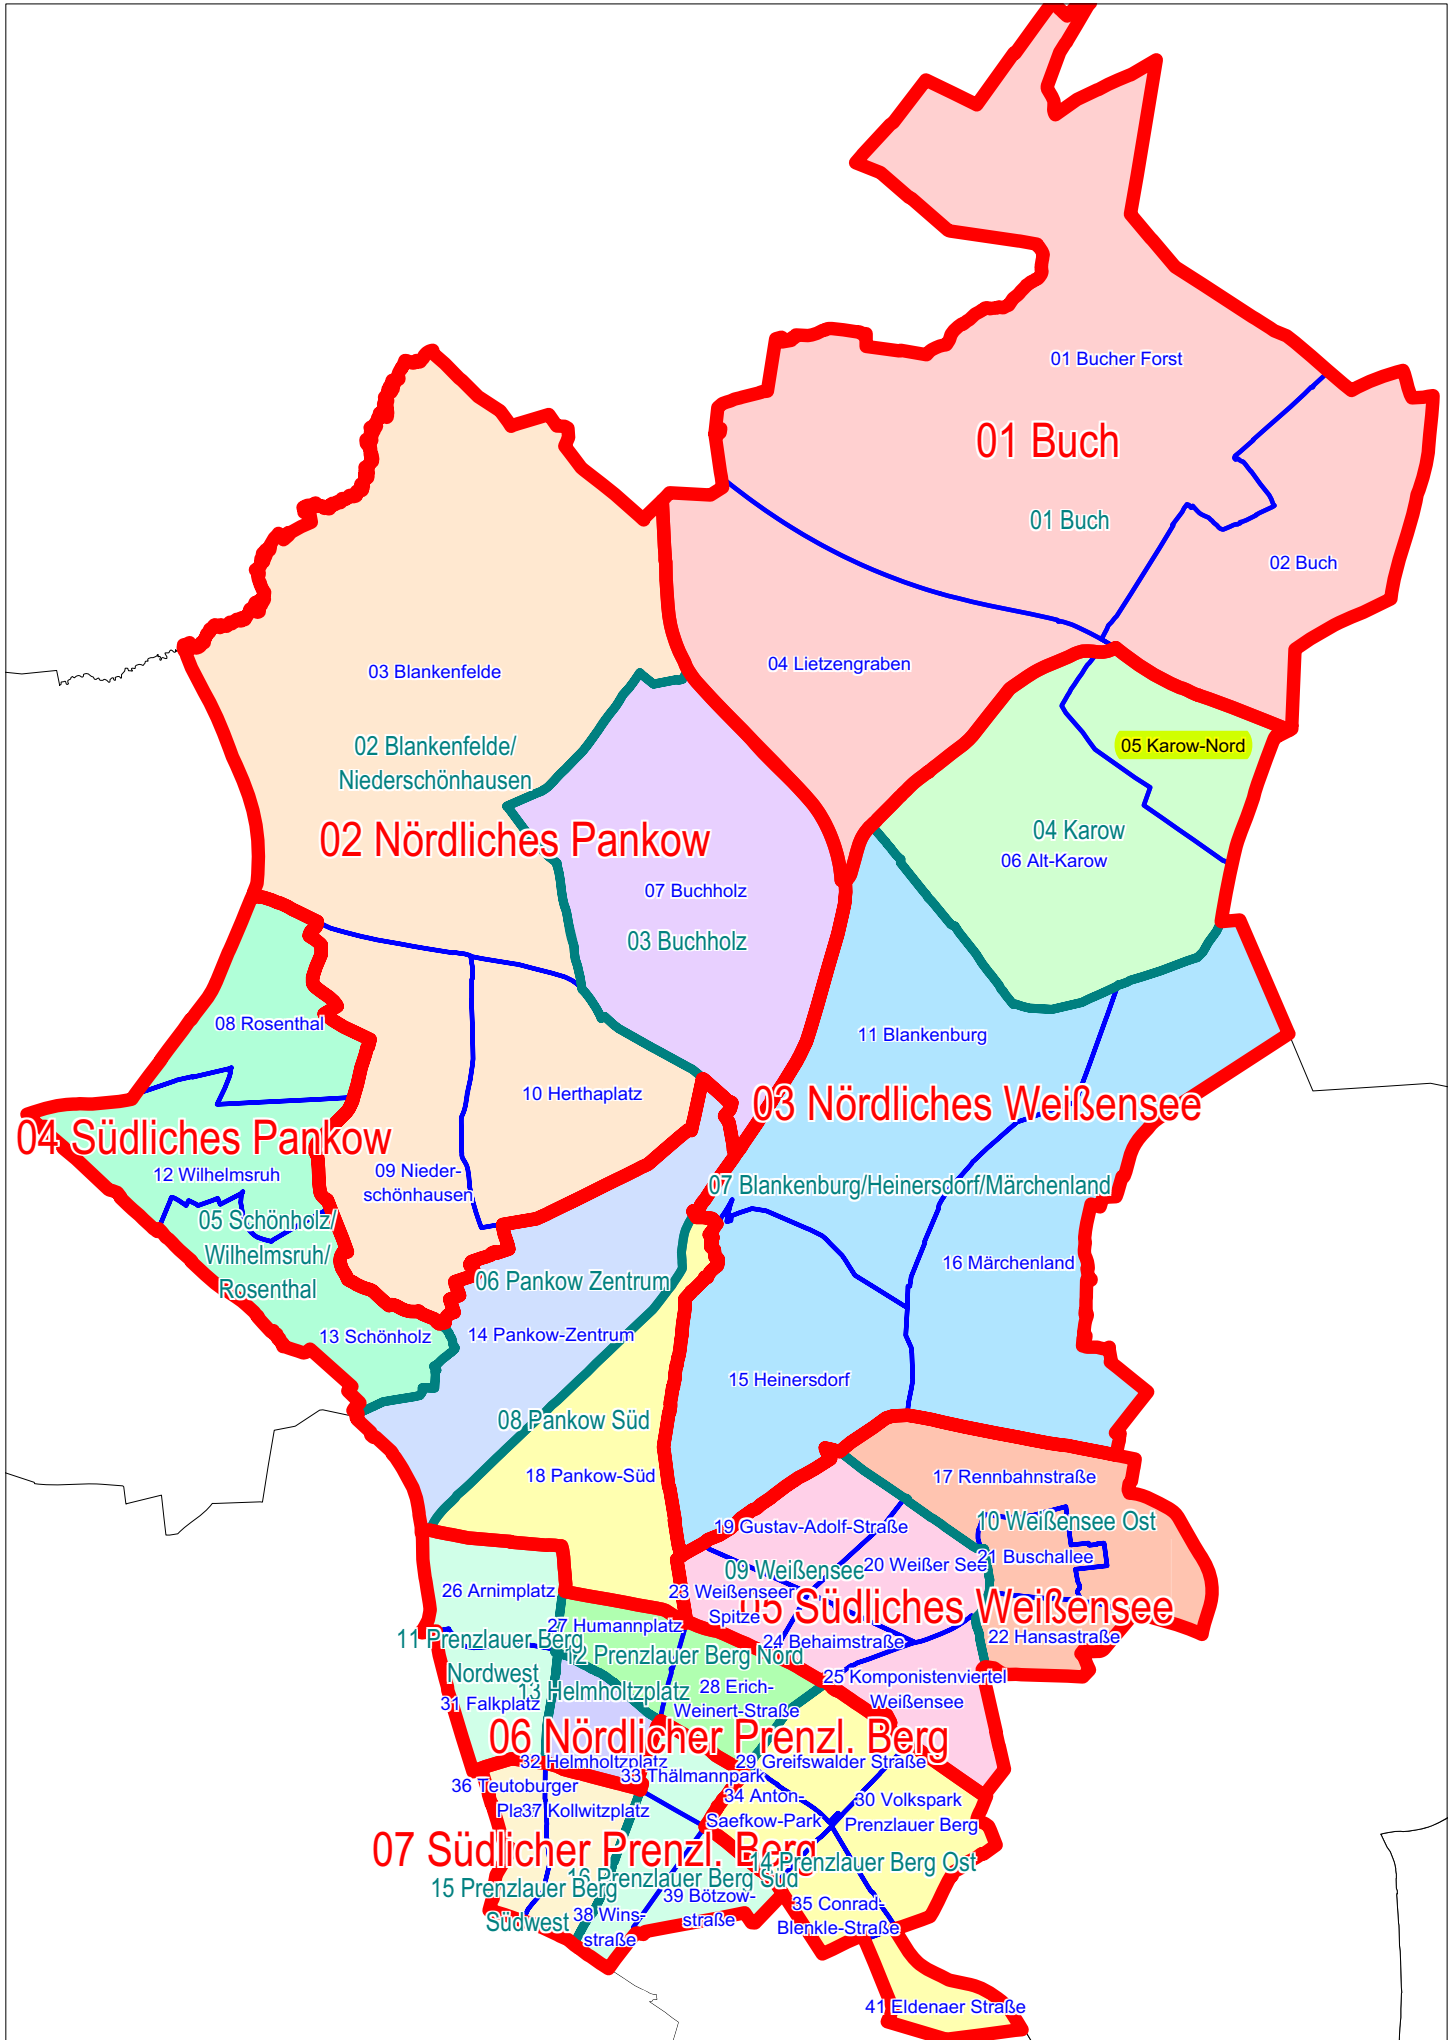 01 Bucher Forst
01 Buch
01 Buch
02 Buch
04 Lietzengraben
03 Blankenfelde
02 Blankenfelde/
Niederschönhausen
05 Karow-Nord
02 Nördliches Pankow
04 Karow
06 Alt-Karow
07 Buchholz
03 Buchholz
08 Rosenthal
11 Blankenburg
10 Herthaplatz
03 Nördliches Weißensee
04 Südliches Pankow
12 Wilhelmsruh
09 Nieder-
schönhausen
07 Blankenburg/Heinersdorf/Märchenland
05 Schönholz/
Wilhelmsruh/
Rosenthal
16 Märchenland
06 Pankow Zentrum
13 Schönholz
14 Pankow-Zentrum
15 Heinersdorf
08 Pankow Süd
18 Pankow-Süd
17 Rennbahnstraße
19 Gustav-Adolf-Straße
10 Weißensee Ost
20 Weißer See
21 Buschallee
09 Weißensee
26 Arnimplatz
23 Weißenseer
Spitze
05 Südliches Weißensee
27 Humannplatz
24 Behaimstraße
22 Hansastraße
11 Prenzlauer Berg
Nordwest
12 Prenzlauer Berg Nord
25 Komponistenviertel
Weißensee
13 Helmholtzplatz
28 Erich-
Weinert-Straße
31 Falkplatz
06 Nördlicher Prenzl. Berg
32 Helmholtzplatz
29 Greifswalder Straße
33 Thälmannpark
36 Teutoburger
Pla
37 Kollwitzplatz
34 Anton-
Saefkow-Park
30 Volkspark
Prenzlauer Berg
07 Südlicher Prenzl. Berg
14 Prenzlauer Berg Ost
16 Prenzlauer Berg Süd
15 Prenzlauer Berg
Südwest
39 Bötzow-
straße
38 Wins-
straße
35 Conrad-
Blenkle-Straße
41 Eldenaer Straße